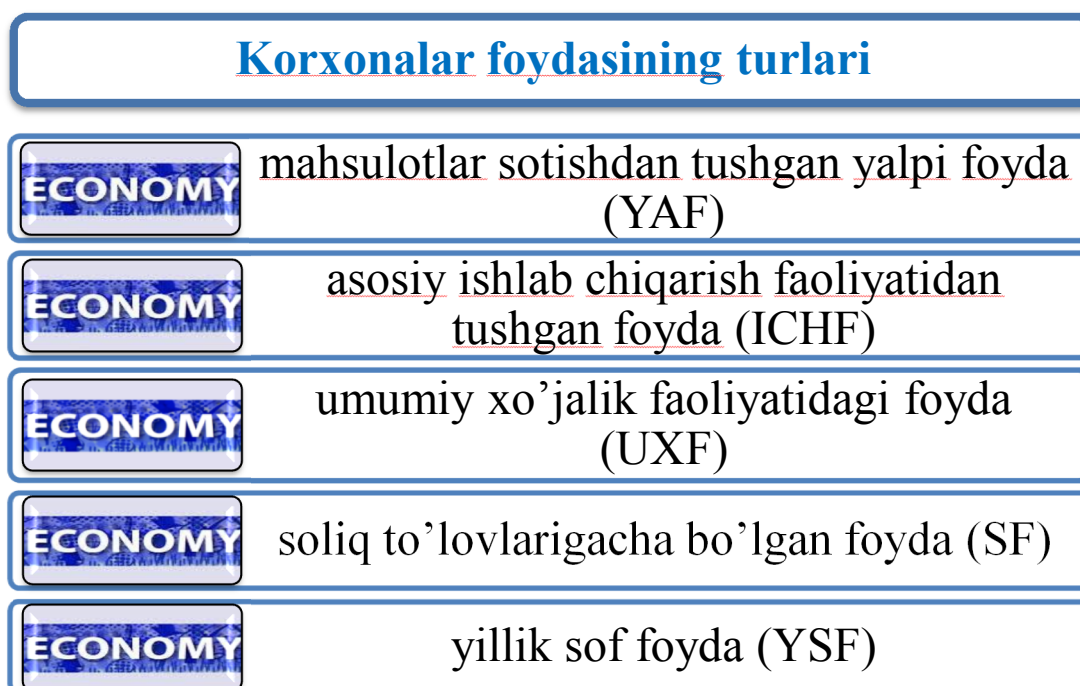 Korxonalar foydasining turlari
ECONOMY
mahsulotlar sotishdan tushgan yalpi foyda
(YAF)
ECONOMY
asosiy ishlab chiqarish faoliyatidan
tushgan foyda (ICHF)
ECONOMY
umumiy xo’jalik faoliyatidagi foyda
(UXF)
ECONOMY
soliq to’lovlarigacha bo’lgan foyda (SF)
ECONOMY
yillik sof foyda (YSF)